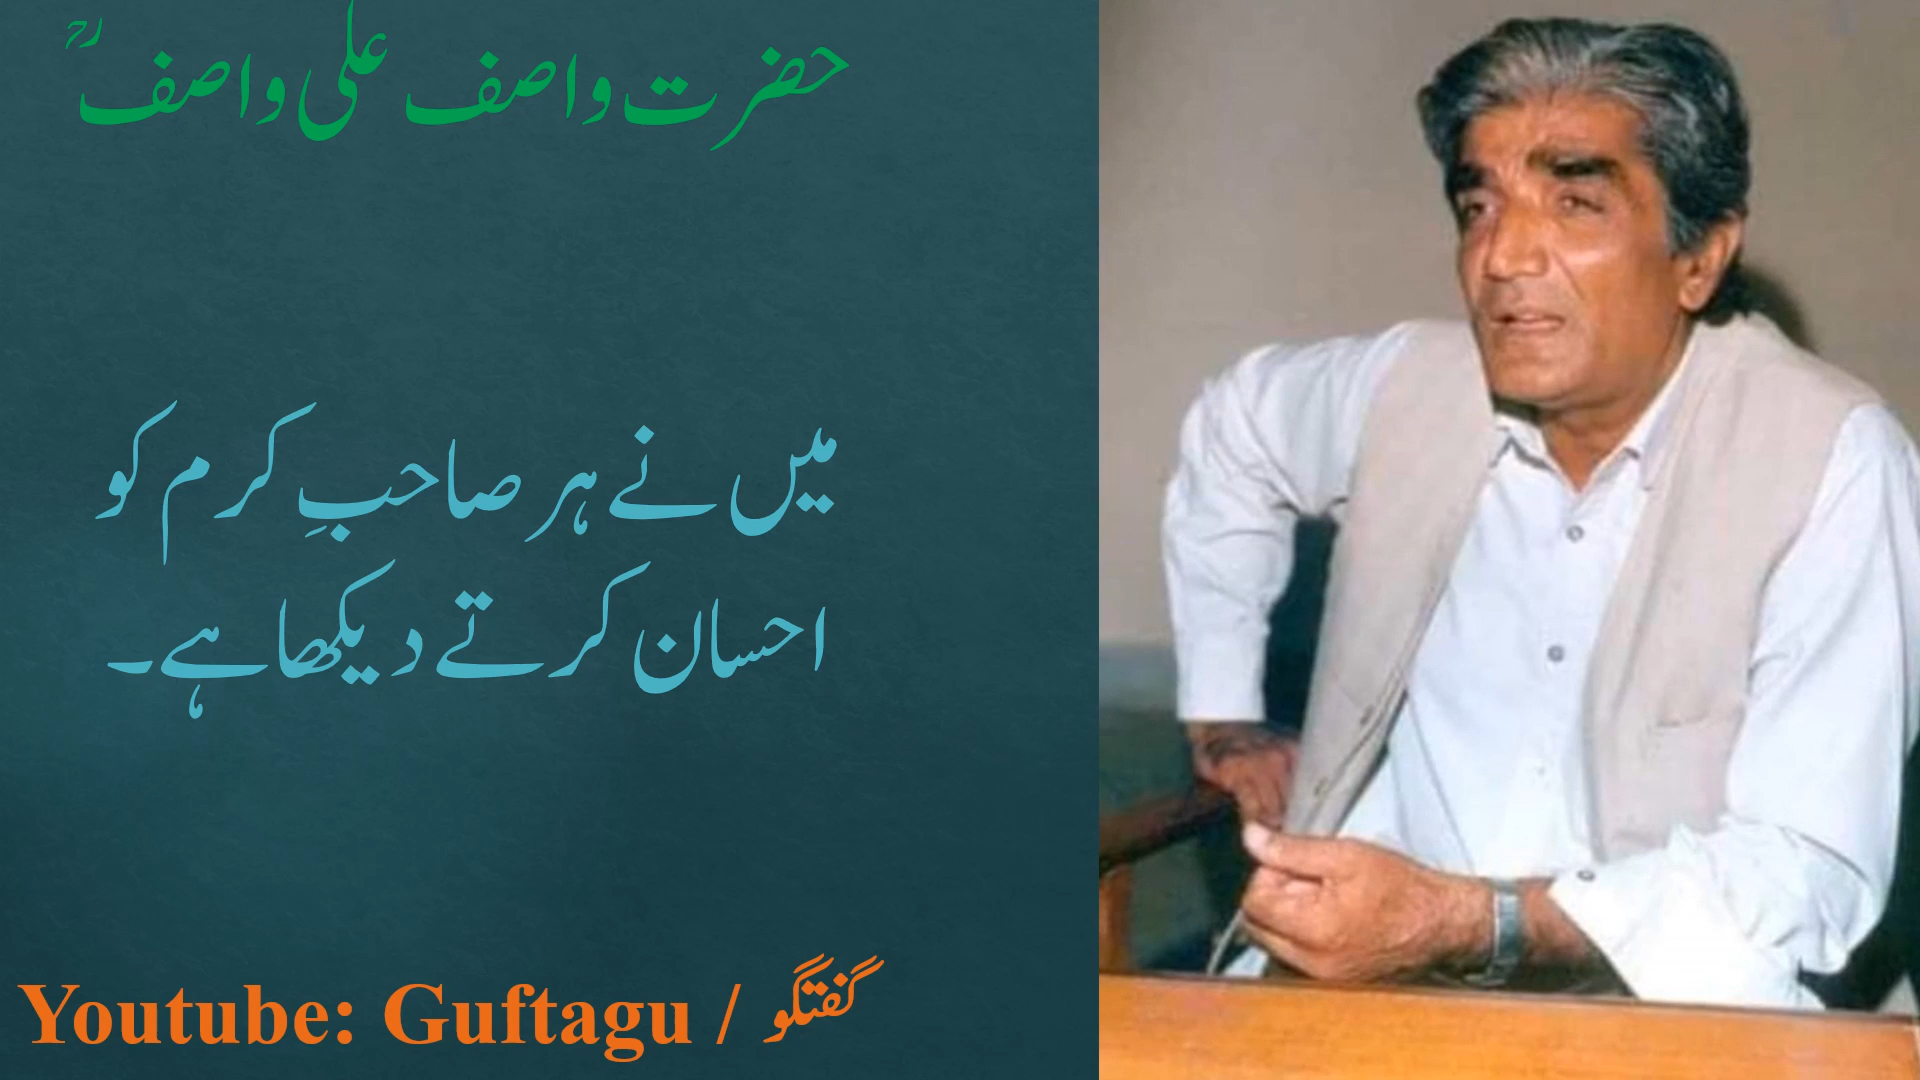 حضرت واصف علی واصفؒ
میں نے ہر صاحبِ کرم کو
احسان کرتے دیکھا ہے۔
Youtube: Guftagu / گفتگو